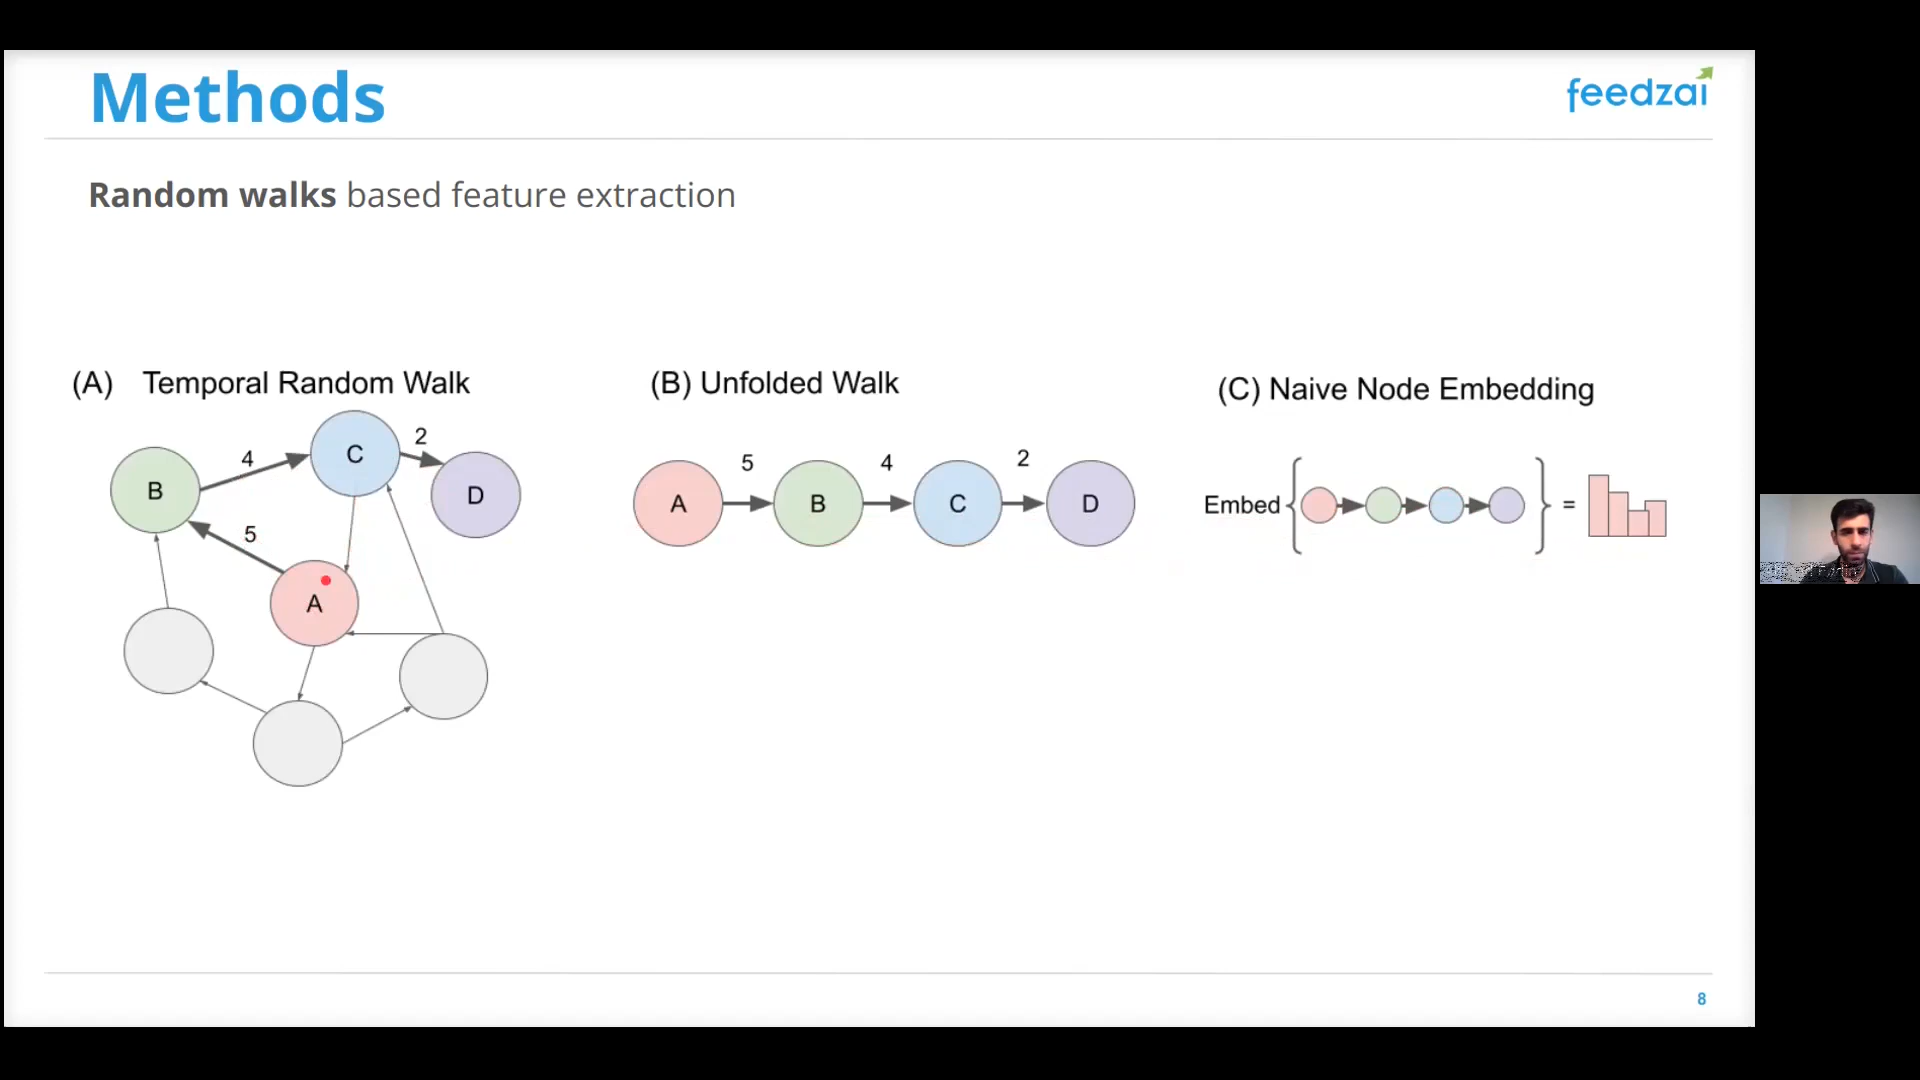 Methods
feedzai
Random walks based feature extraction
(A) Temporal Random Walk
B
4
C
2
D
5
A
(B) Unfolded Walk
A
5
B
4
C
2
D
(C) Naive Node Embedding
Embed { } =
8